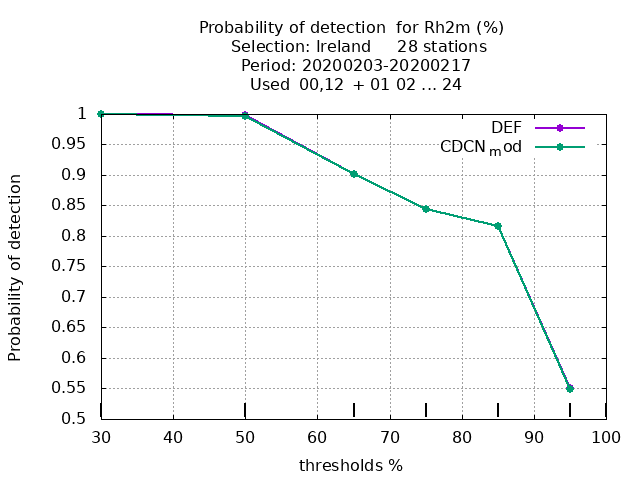 Probability of detection  for Rh2m (%)
Selection: Ireland     28 stations
Period: 20200203-20200217
Used  00,12  + 01 02 ... 24
DEF
CDCNmod
Probability of detection
1
0.95
0.9
0.85
0.8
0.75
0.7
0.65
0.6
0.55
0.5
30 40 50 60 70 80 90 100
thresholds %